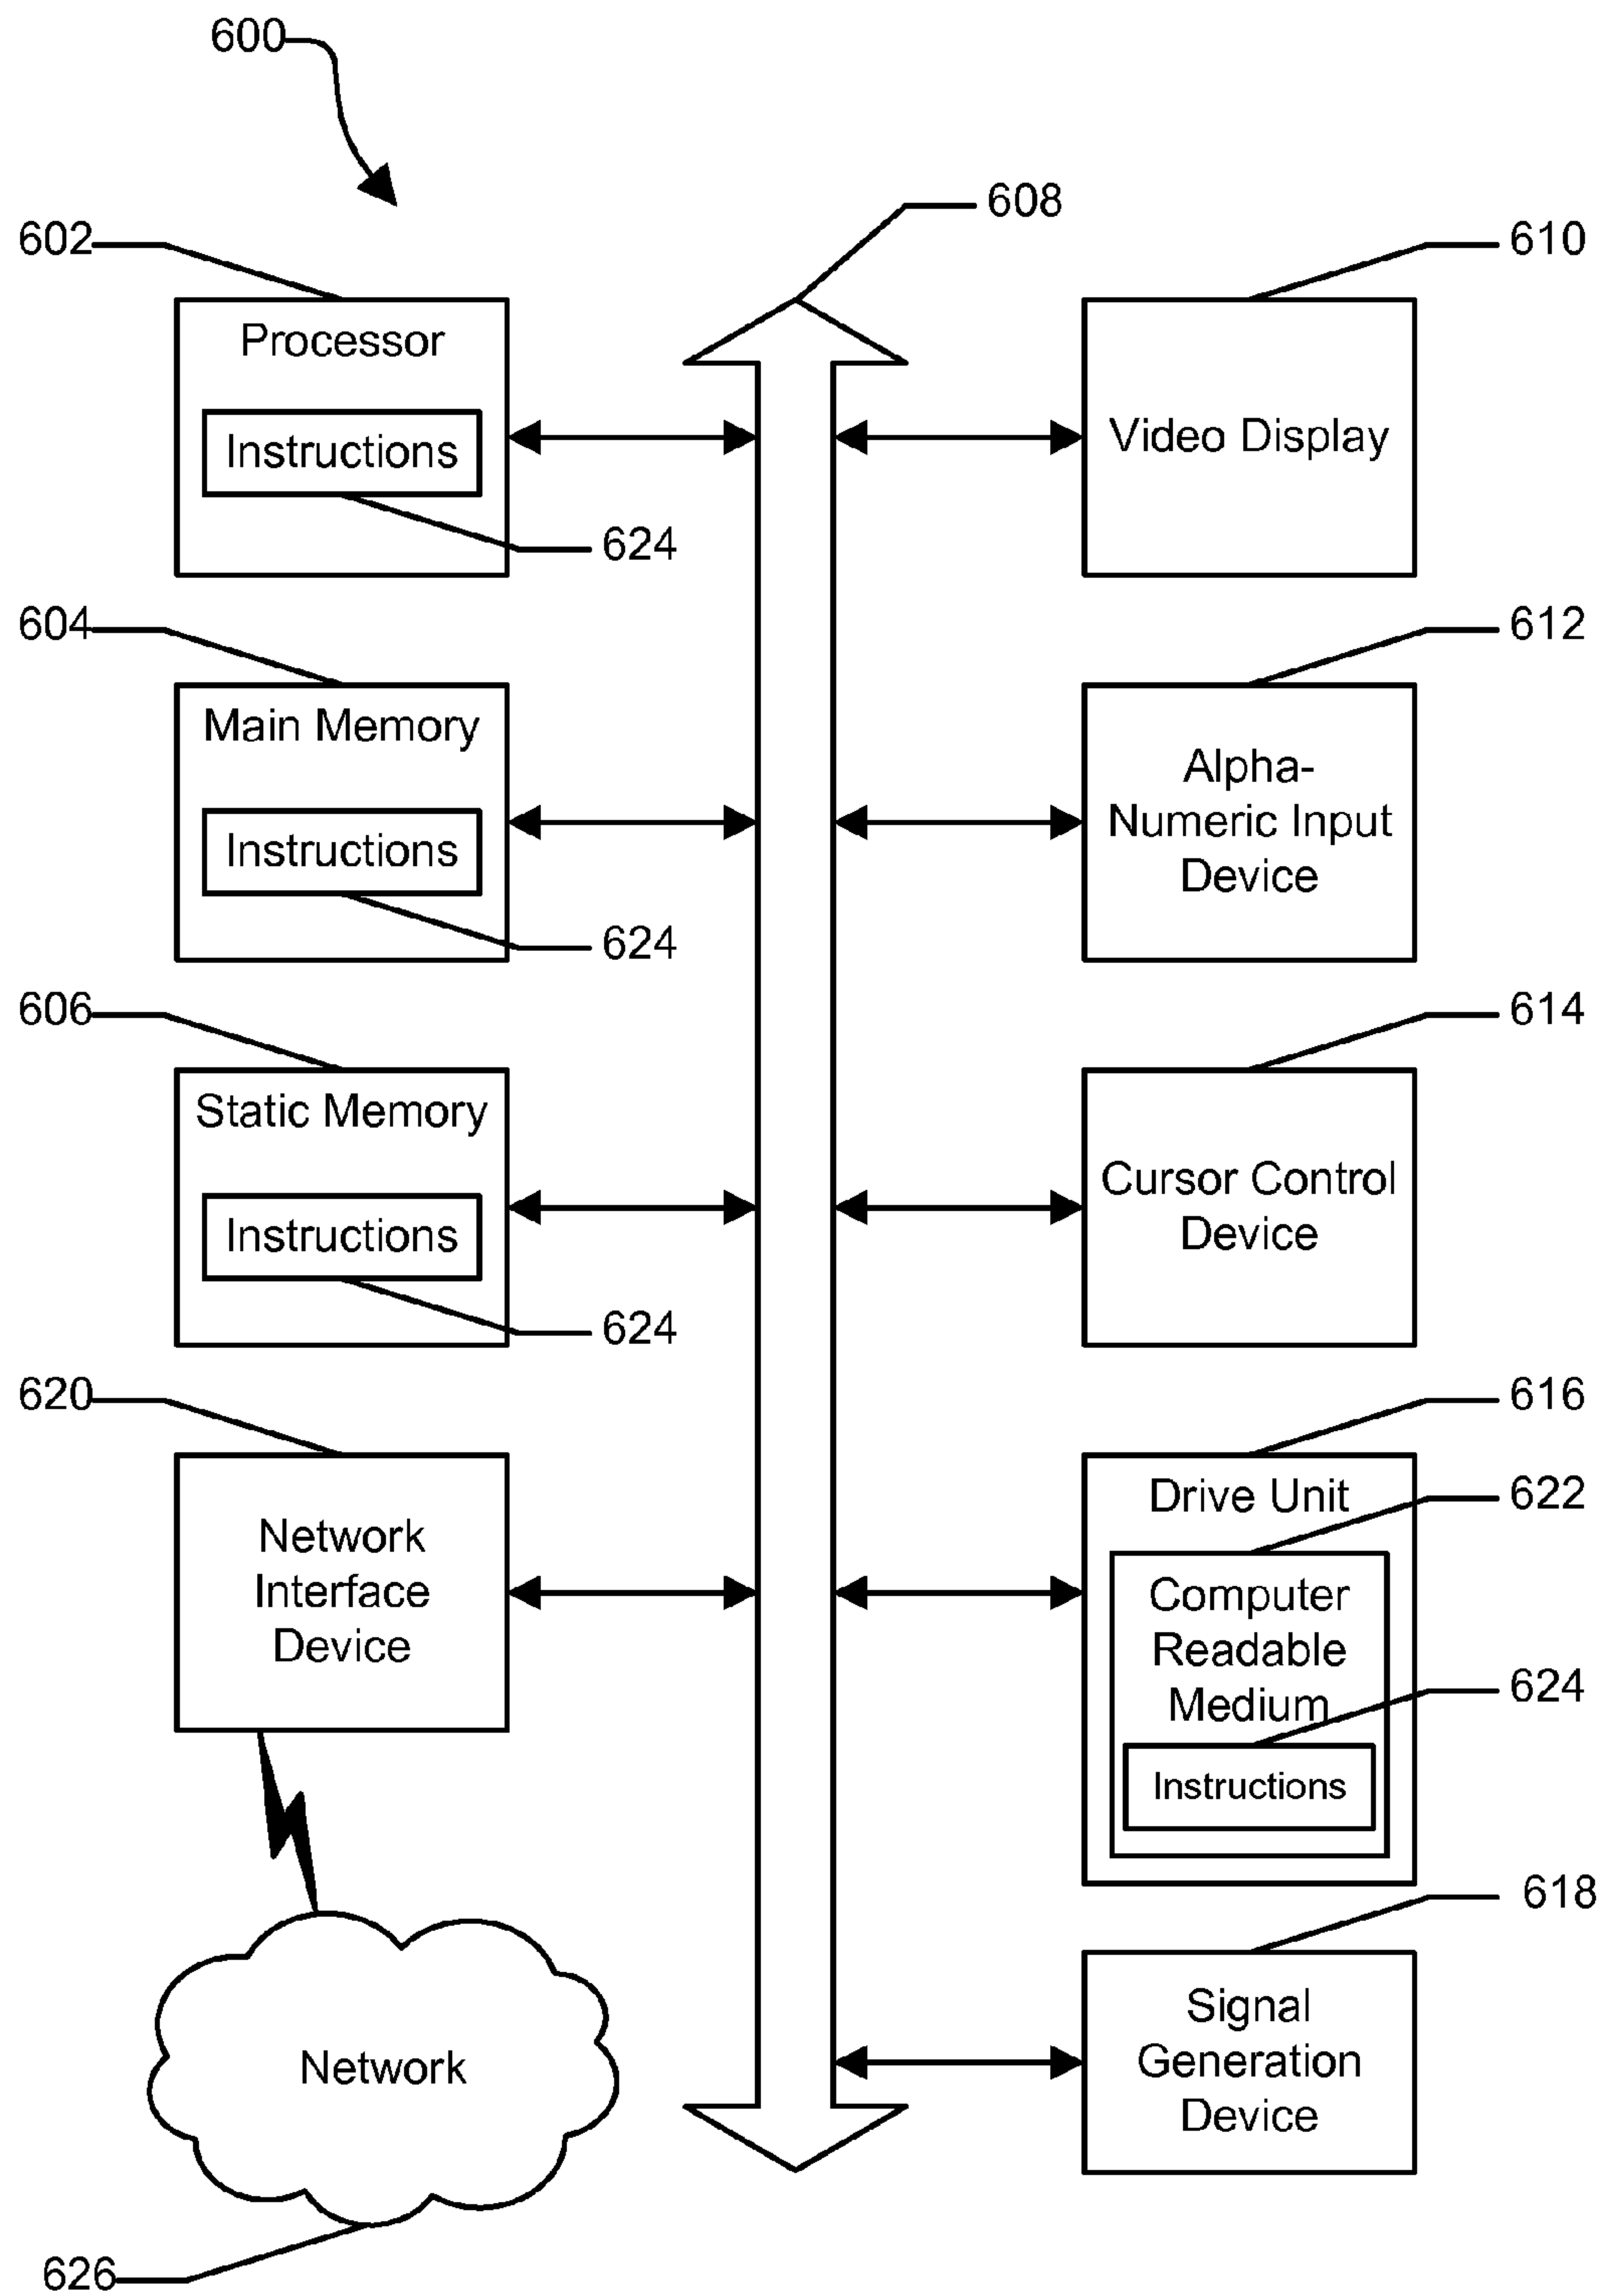 600
608
602
610
Processor
Instructions
Video Display
624
604
612
Main Memory
Instructions
Alpha-
Numeric Input
Device
624
606
614
Static Memory
Instructions
Cursor Control
Device
624
620
616
Network
Interface
Device
Drive Unit
622
Computer
Readable
Medium
624
Instructions
618
Network
Signal
Generation
Device
626